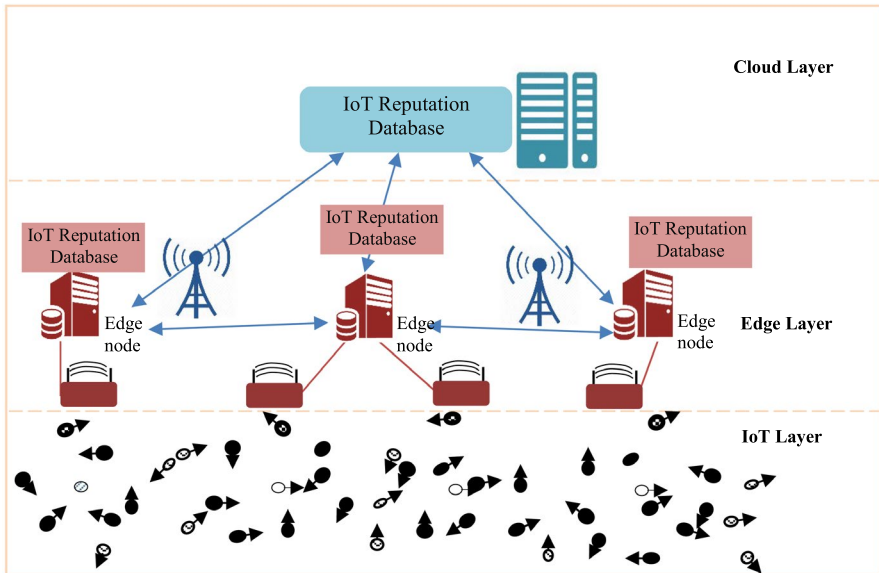 Cloud Layer
IoT Reputation
Database
IoT Reputation
Database
IoT Reputation
Database
IoT Reputation
Database
Edge
node
Edge
node
Edge
node
Edge Layer
IoT Layer